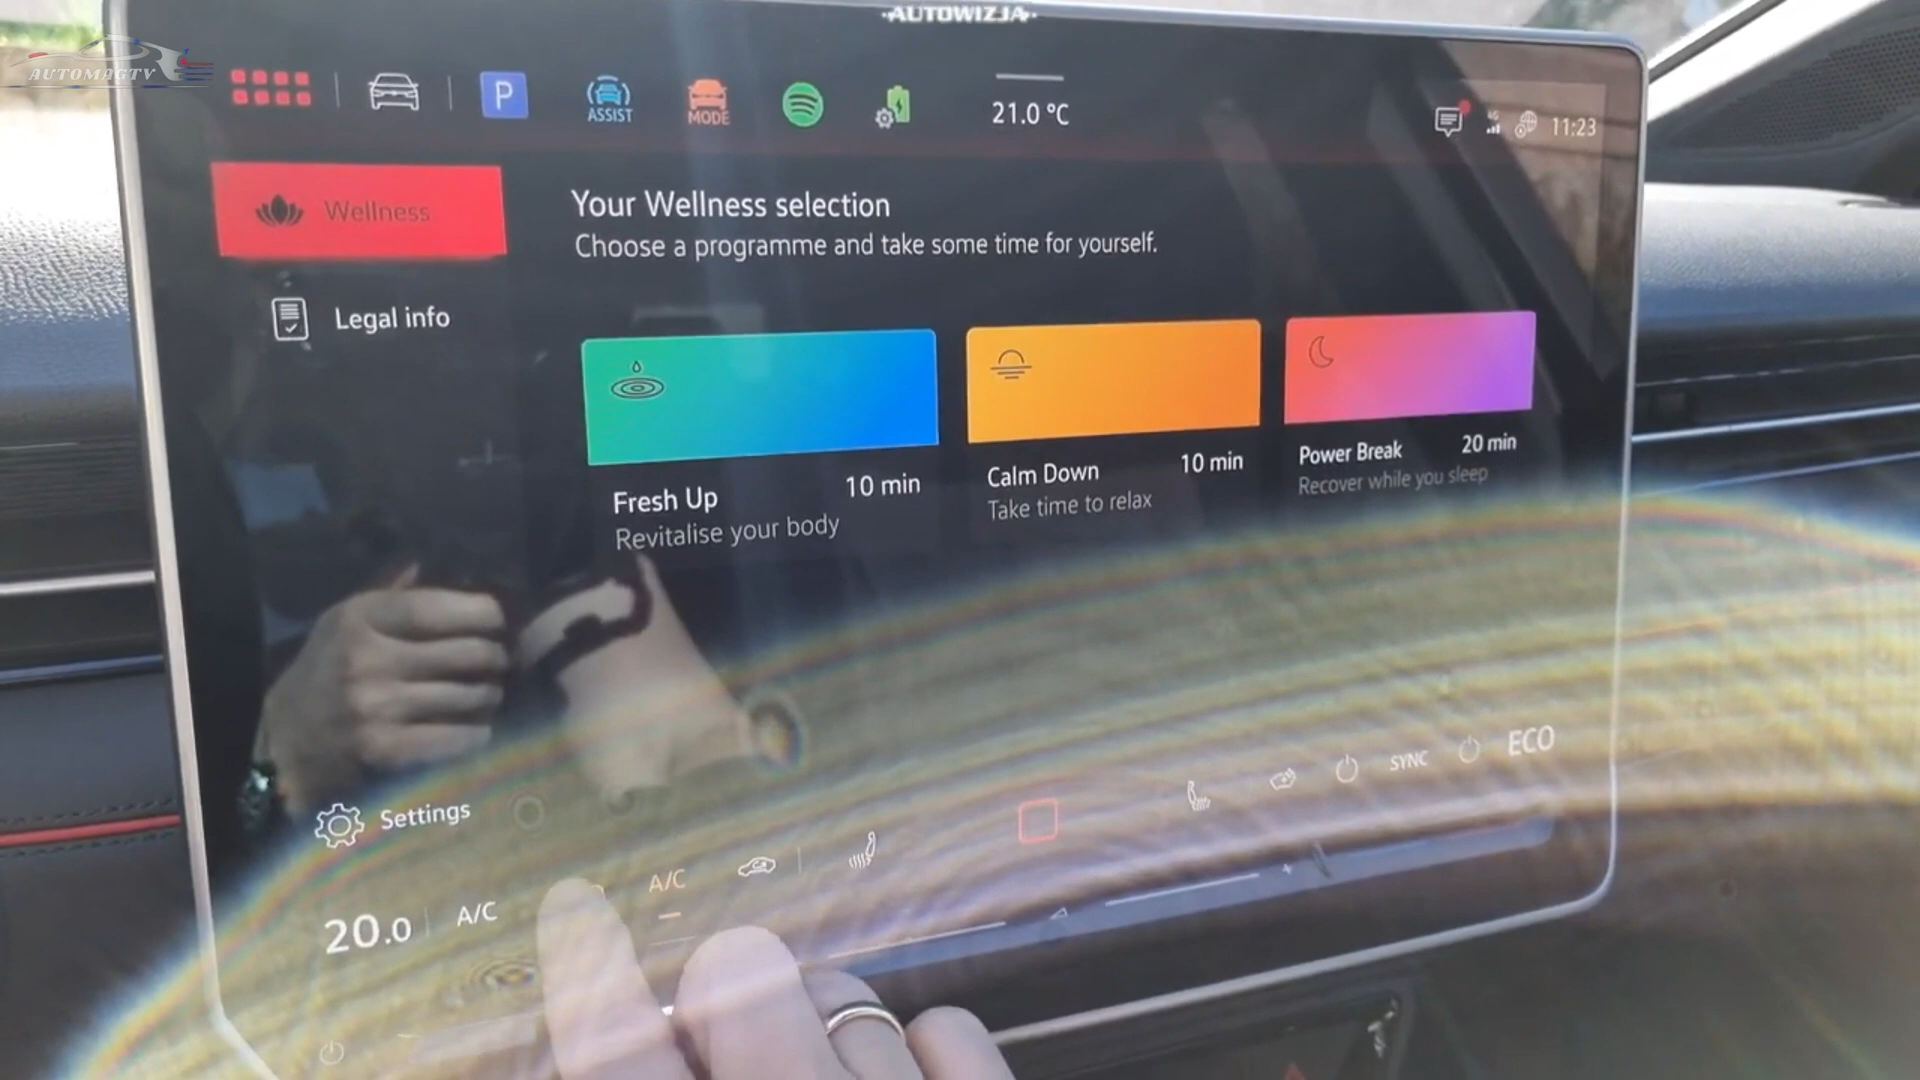 ·AUTOWIZJA·
AUTOMAGTV
P
ASSIST
MODE
21.0 °C
4G
11:23
Wellness
Legal info
Your Wellness selection
Choose a programme and take some time for yourself.
Fresh Up 10 min
Revitalise your body
Calm Down 10 min
Take time to relax
Power Break 20 min
Recover while you sleep
Settings
20.0
A/C
A/C
SYNC
ECO